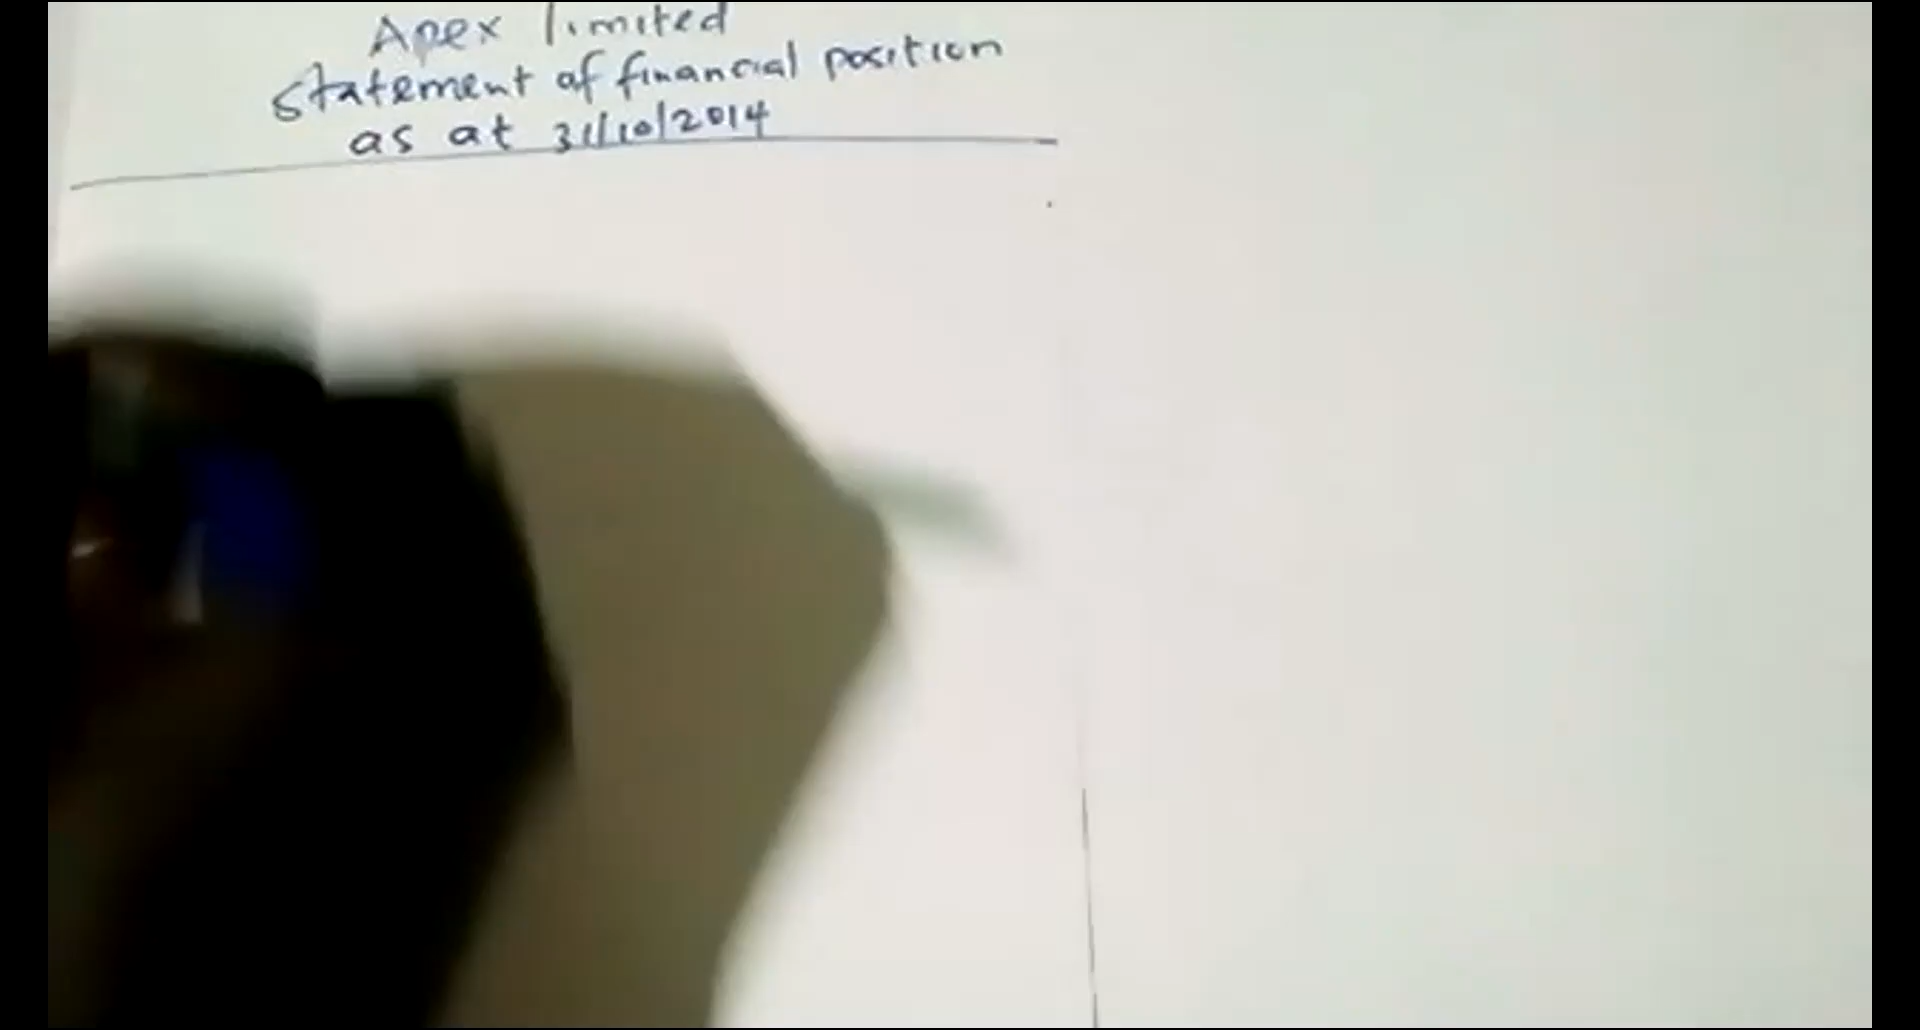 Apex limited
statement of financial position
as at 31/10/2014